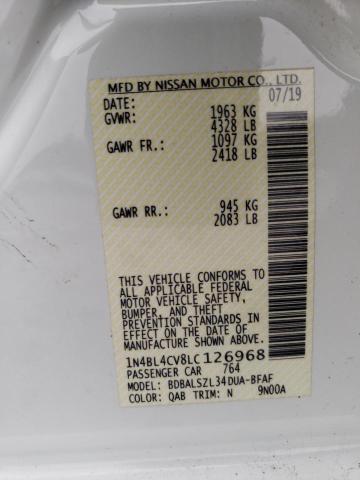 MFD BY NISSAN MOTOR CO., LTD.
DATE: 07/19
GVWR: 1963 KG
4328 LB
GAWR FR.: 1097 KG
2418 LB
GAWR RR.: 945 KG
2083 LB
THIS VEHICLE CONFORMS TO
ALL APPLICABLE FEDERAL
MOTOR VEHICLE SAFETY,
BUMPER, AND THEFT
PREVENTION STANDARDS IN
EFFECT ON THE DATE OF
MANUFACTURE SHOWN ABOVE.
1N4BL4CV8LC126968
PASSENGER CAR 764
MODEL: BDBALSZL34DUA-BFAF
COLOR: QAB TRIM: N 9N00A